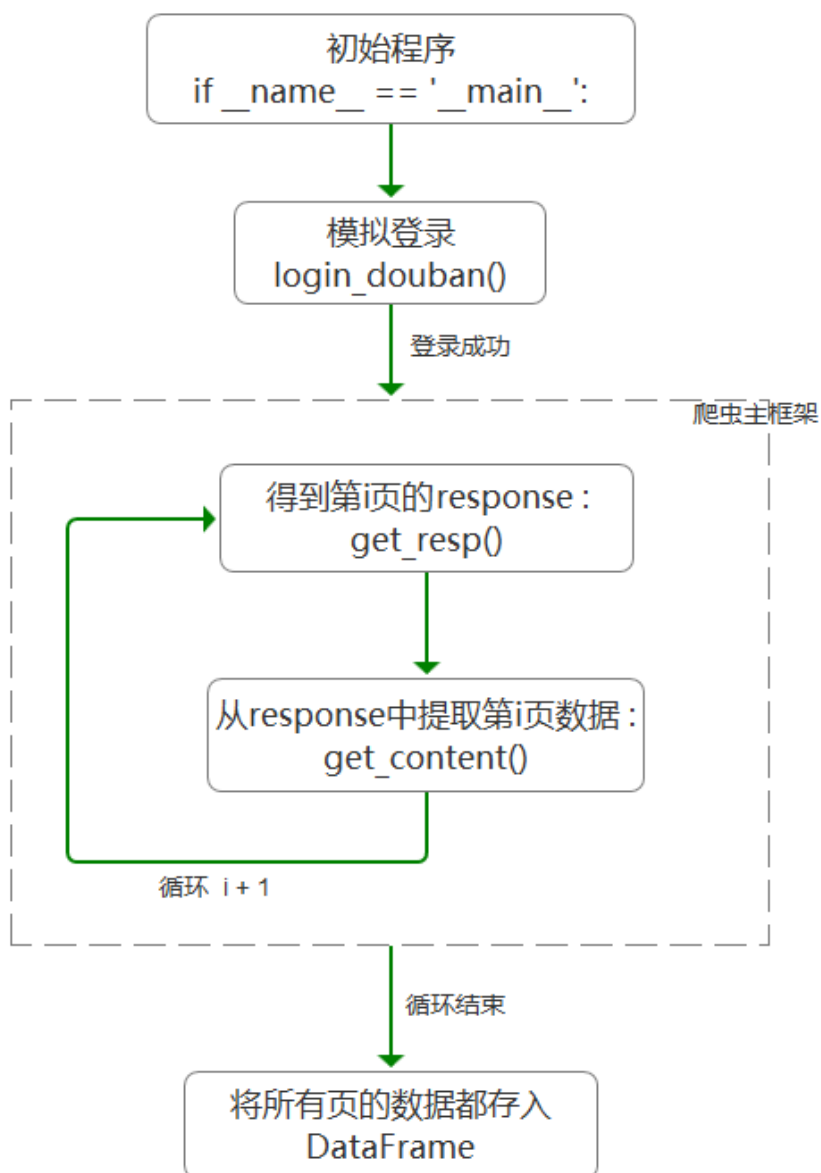 初始程序
if __name__ == '__main__':
模拟登录
login_douban()
登录成功
爬虫主框架
得到第i页的response :
get_resp()
从response中提取第i页数据 :
get_content()
循环 i + 1
循环结束
将所有页的数据都存入
DataFrame